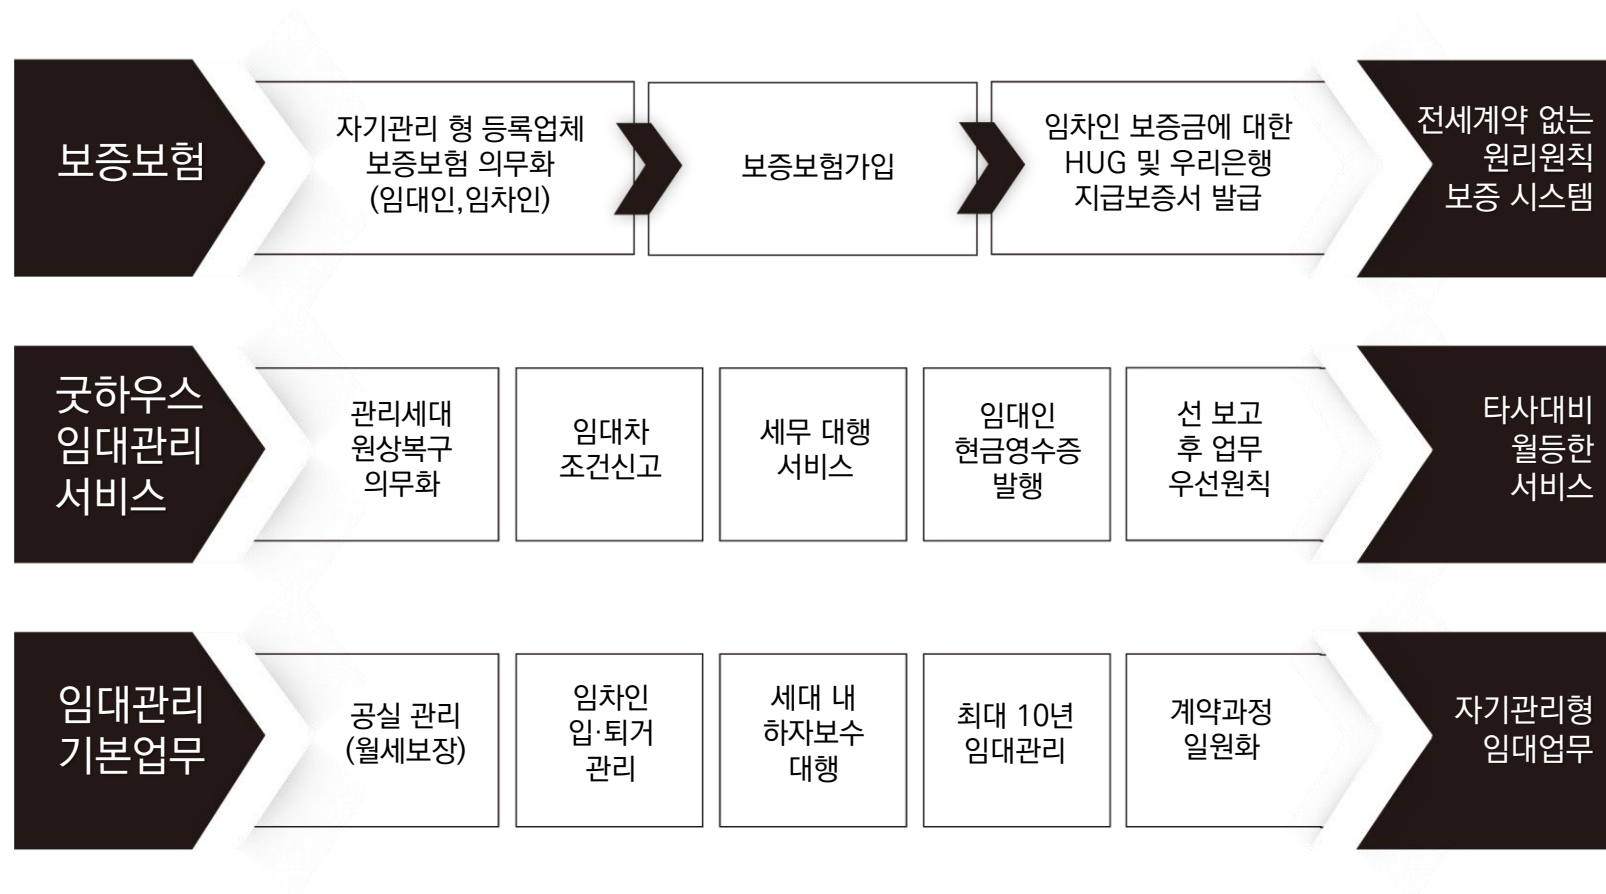 보증보험
자기관리 형 등록업체
보증보험 의무화
(임대인,임차인)
보증보험가입
임차인 보증금에 대한
HUG 및 우리은행
지급보증서 발급
전세계약 없는
원리원칙
보증 시스템
굿하우스
임대관리
서비스
관리세대
원상복구
의무화
임대차
조건신고
세무 대행
서비스
임대인
현금영수증
발행
선 보고
후 업무
우선원칙
타사대비
월등한
서비스
임대관리
기본업무
공실 관리
(월세보장)
임차인
입·퇴거
관리
세대 내
하자보수
대행
최대 10년
임대관리
계약과정
일원화
자기관리형
임대업무